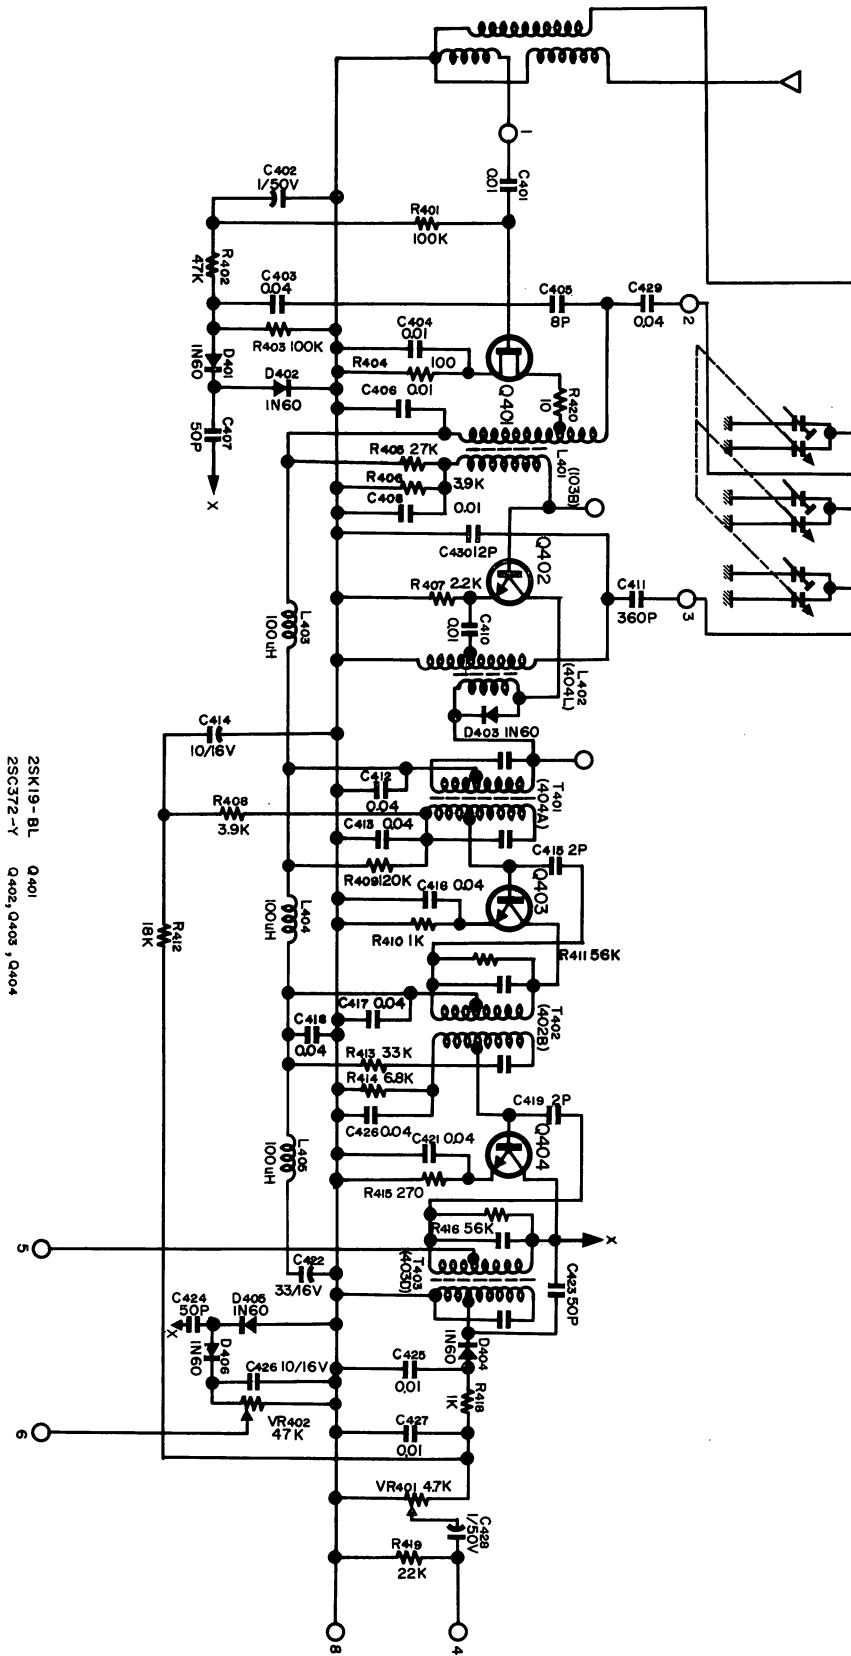 1
C401
0.01
C402
1/50V
R401
100K
R402
47K
C403
0.04
C405
8P
C429
0.04
2
R403 100K
C404
0.01
R404
100
0.01
D401
1N60
D402
1N60
C406
Q401
R420
10
C407
50P
X
R405 27K
L401
(103B)
R406
3.9K
C408
0.01
C430 12P
Q402
R407 2.2K
C411
360P
3
C410
0.01
L403
100uH
L402
(404L)
D403 1N60
C414
10/16V
T401
(404A)
C412
0.04
R408
3.9K
C413 0.04
C415 2P
R409 120K
C416 0.04
Q403
L404
100uH
R412
18K
R410 1K
R411 56K
C417 0.04
T402
(402B)
C418
0.04
R413 33K
R414 6.8K
C419 2P
C426 0.04
C421 0.04
Q404
L405
100uH
R415 270
R416 56K
X
5
C422
33/16V
T403
(403D)
C423 50P
C424
50P
D405
1N60
X
D406
1N60
D404
1N60
C425
0.01
C426 10/16V
R418
1K
VR402
47K
6
C427
0.01
VR401 4.7K
C428
1/50V
R419
22K
8
4
2SK19-BL Q401
2SC372-Y Q402, Q403, Q404